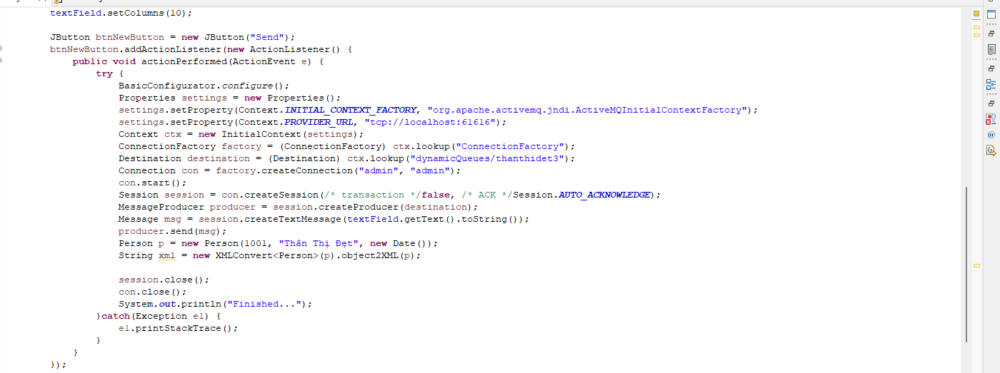 textField.setColumns(10);
JButton btnNewButton = new JButton("Send");
btnNewButton.addActionListener(new ActionListener() {
public void actionPerformed(ActionEvent e) {
try {
BasicConfigurator.configure();
Properties settings = new Properties();
settings.setProperty(Context.INITIAL_CONTEXT_FACTORY, "org.apache.activemq.jndi.ActiveMQInitialContextFactory");
settings.setProperty(Context.PROVIDER_URL, "tcp://localhost:61616");
Context ctx = new InitialContext(settings);
ConnectionFactory factory = (ConnectionFactory) ctx.lookup("ConnectionFactory");
Destination destination = (Destination) ctx.lookup("dynamicQueues/thanthidet3");
Connection con = factory.createConnection("admin", "admin");
con.start();
Session session = con.createSession(/* transaction */false, /* ACK */Session.AUTO_ACKNOWLEDGE);
MessageProducer producer = session.createProducer(destination);
Message msg = session.createTextMessage(textField.getText().toString());
producer.send(msg);
Person p = new Person(1001, "Thân Thị Đẹt", new Date());
String xml = new XMLConvert<Person>(p).object2XML(p);
session.close();
con.close();
System.out.println("Finished...");
}catch(Exception e1) {
e1.printStackTrace();
}
}
});